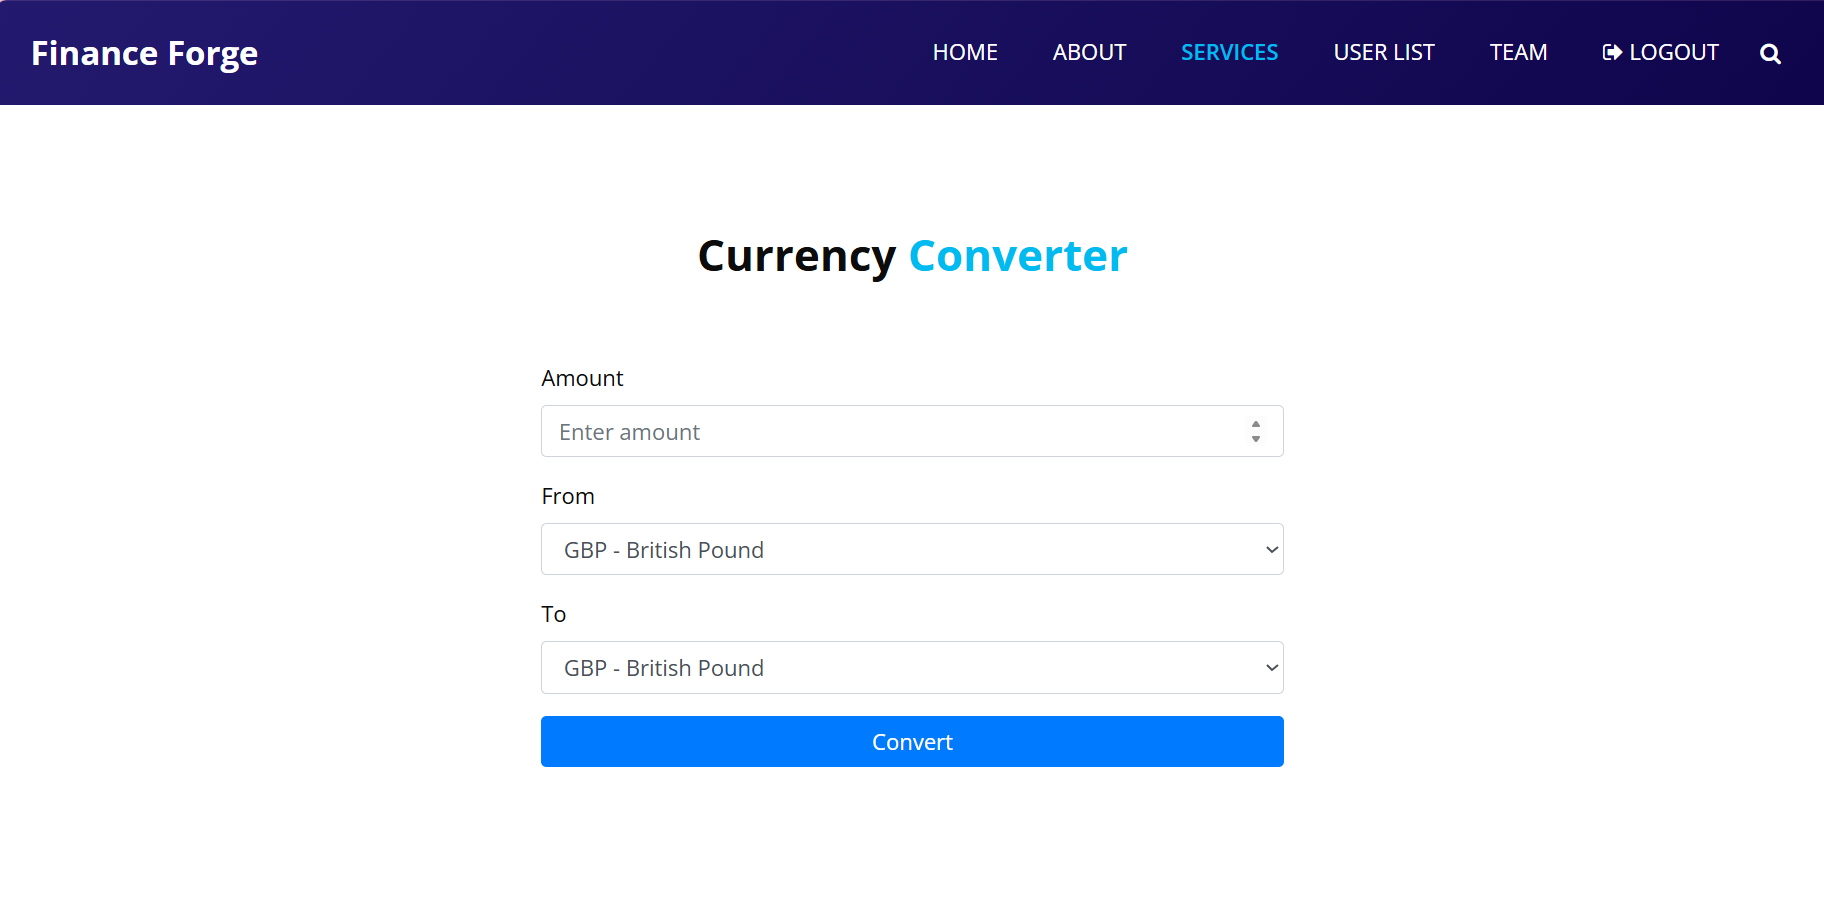 Finance Forge
HOME ABOUT SERVICES USER LIST TEAM LOGOUT
Currency Converter
Amount
Enter amount
From
GBP - British Pound
To
GBP - British Pound
Convert